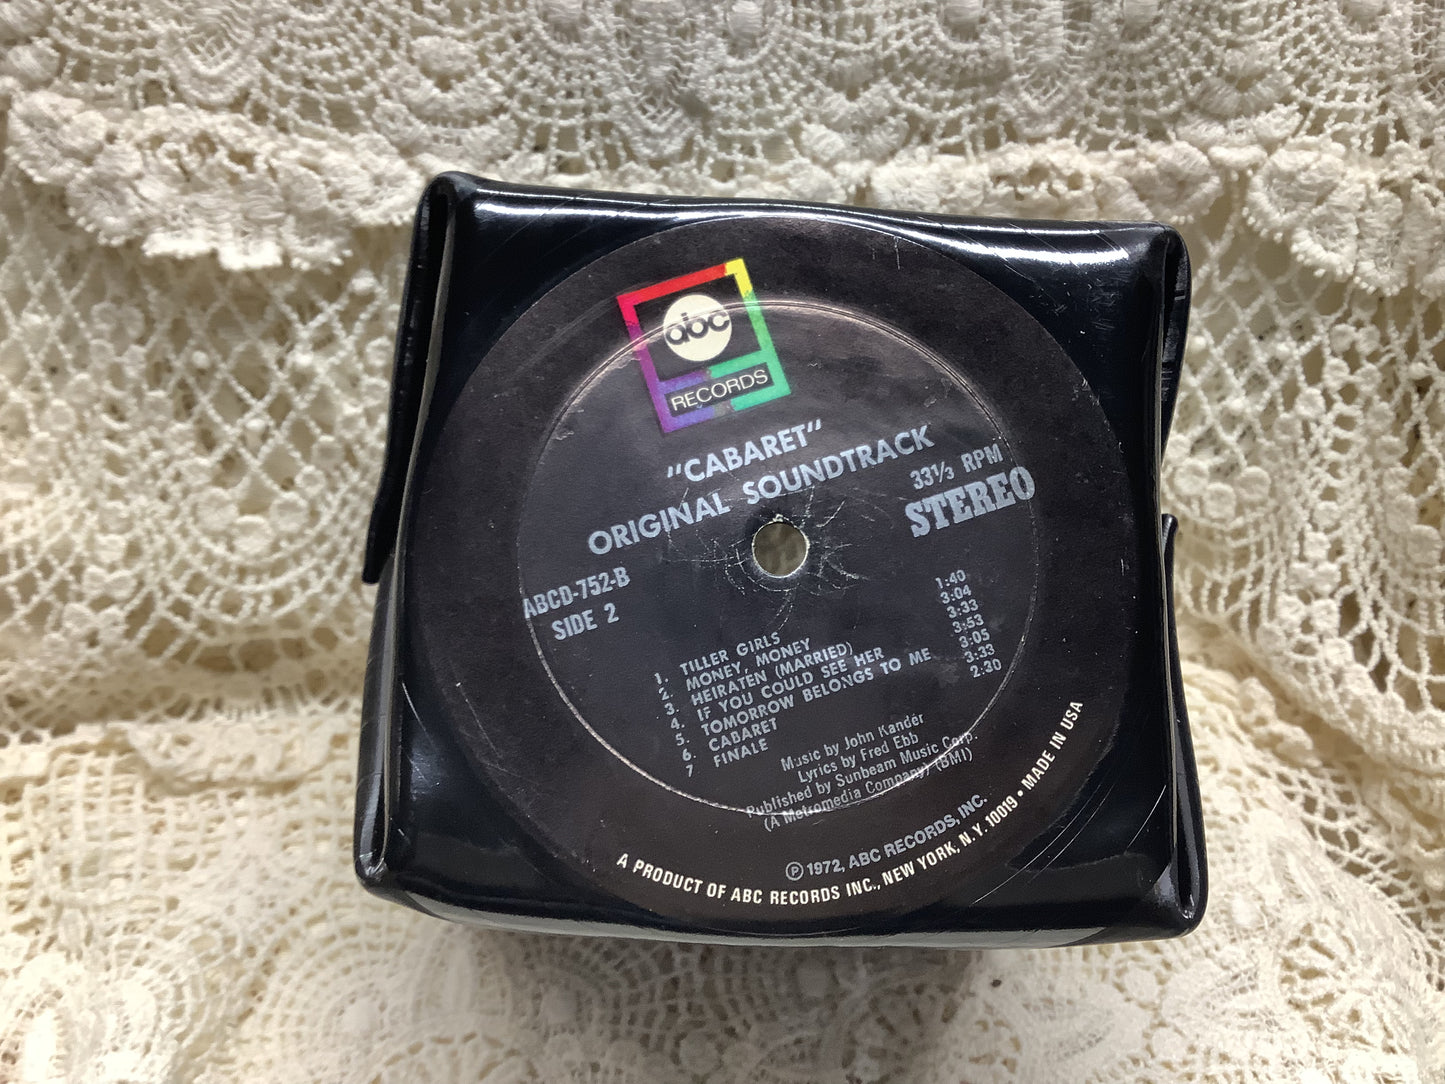 abc
RECORDS
"CABARET"
ORIGINAL SOUNDTRACK
33⅓ RPM
STEREO
ABCD-752-B
SIDE 2
1. TILLER GIRLS 1:40
2. MONEY, MONEY 3:04
3. HEIRATEN (MARRIED) 3:33
4. IF YOU COULD SEE HER 3:53
5. TOMORROW BELONGS TO ME 3:05
6. CABARET 3:33
7. FINALE 2:30
Music by John Kander
Lyrics by Fred Ebb
Published by Sunbeam Music Corp.
(A Metromedia Company) (BMI)
Ⓟ 1972, ABC RECORDS, INC.
A PRODUCT OF ABC RECORDS INC., NEW YORK, N.Y. 10019 • MADE IN USA